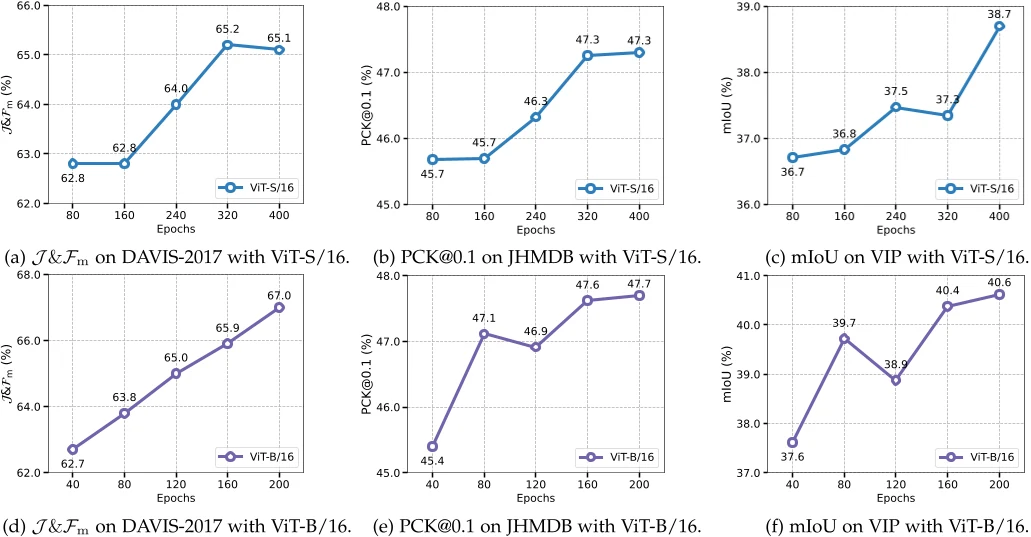 66.0
65.0
64.0
63.0
62.0
J&Fm (%)
62.8
62.8
64.0
65.2
65.1
ViT-S/16
80 160 240 320 400
Epochs
(a) J&Fm on DAVIS-2017 with ViT-S/16.
48.0
47.0
46.0
45.0
PCK@0.1 (%)
45.7
45.7
46.3
47.3
47.3
ViT-S/16
80 160 240 320 400
Epochs
(b) PCK@0.1 on JHMDB with ViT-S/16.
39.0
38.0
37.0
36.0
mIoU (%)
36.7
36.8
37.5
37.3
38.7
ViT-S/16
80 160 240 320 400
Epochs
(c) mIoU on VIP with ViT-S/16.
68.0
66.0
64.0
62.0
J&Fm (%)
62.7
63.8
65.0
65.9
67.0
ViT-B/16
40 80 120 160 200
Epochs
(d) J&Fm on DAVIS-2017 with ViT-B/16.
48.0
47.0
46.0
45.0
PCK@0.1 (%)
45.4
47.1
46.9
47.6
47.7
ViT-B/16
40 80 120 160 200
Epochs
(e) PCK@0.1 on JHMDB with ViT-B/16.
41.0
40.0
39.0
38.0
37.0
mIoU (%)
37.6
39.7
38.9
40.4
40.6
ViT-B/16
40 80 120 160 200
Epochs
(f) mIoU on VIP with ViT-B/16.